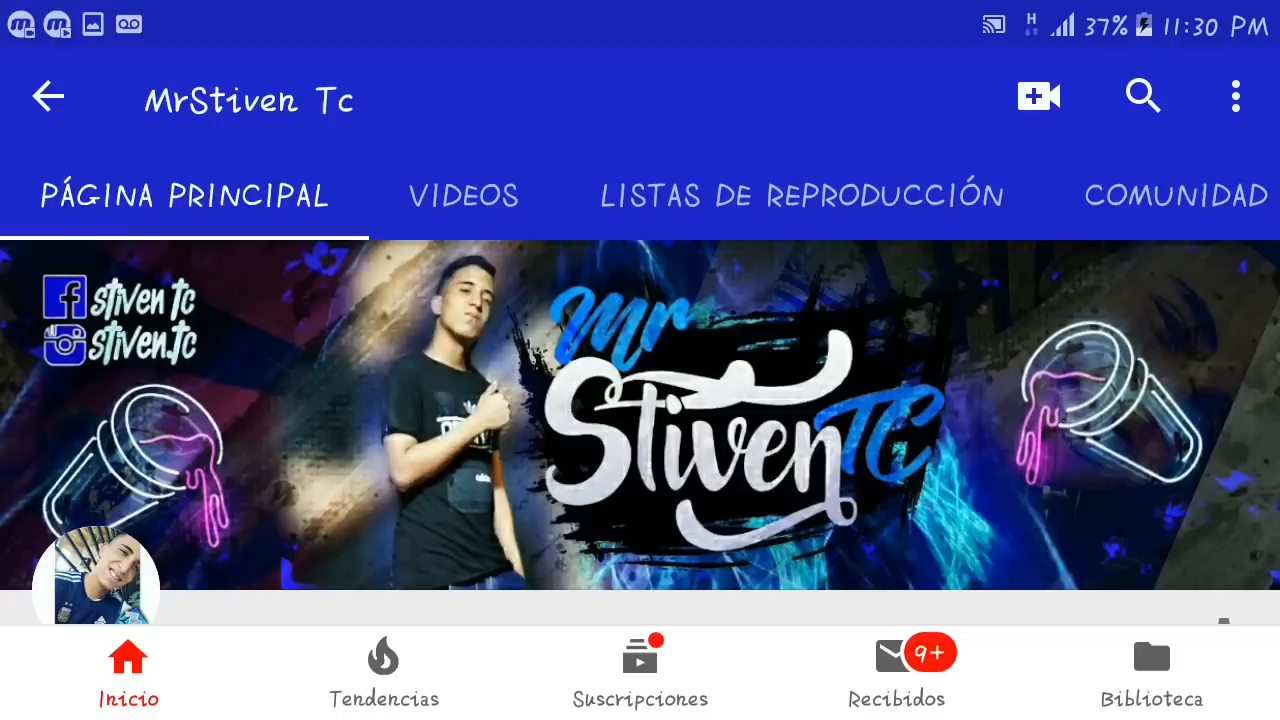 H 37% 11:30 PM
MrStiven Tc
PÁGINA PRINCIPAL VIDEOS LISTAS DE REPRODUCCIÓN COMUNIDAD
stiven tc
stiven.tc
Mr
Stiven TC
adidas
Inicio Tendencias Suscripciones Recibidos 9+ Biblioteca